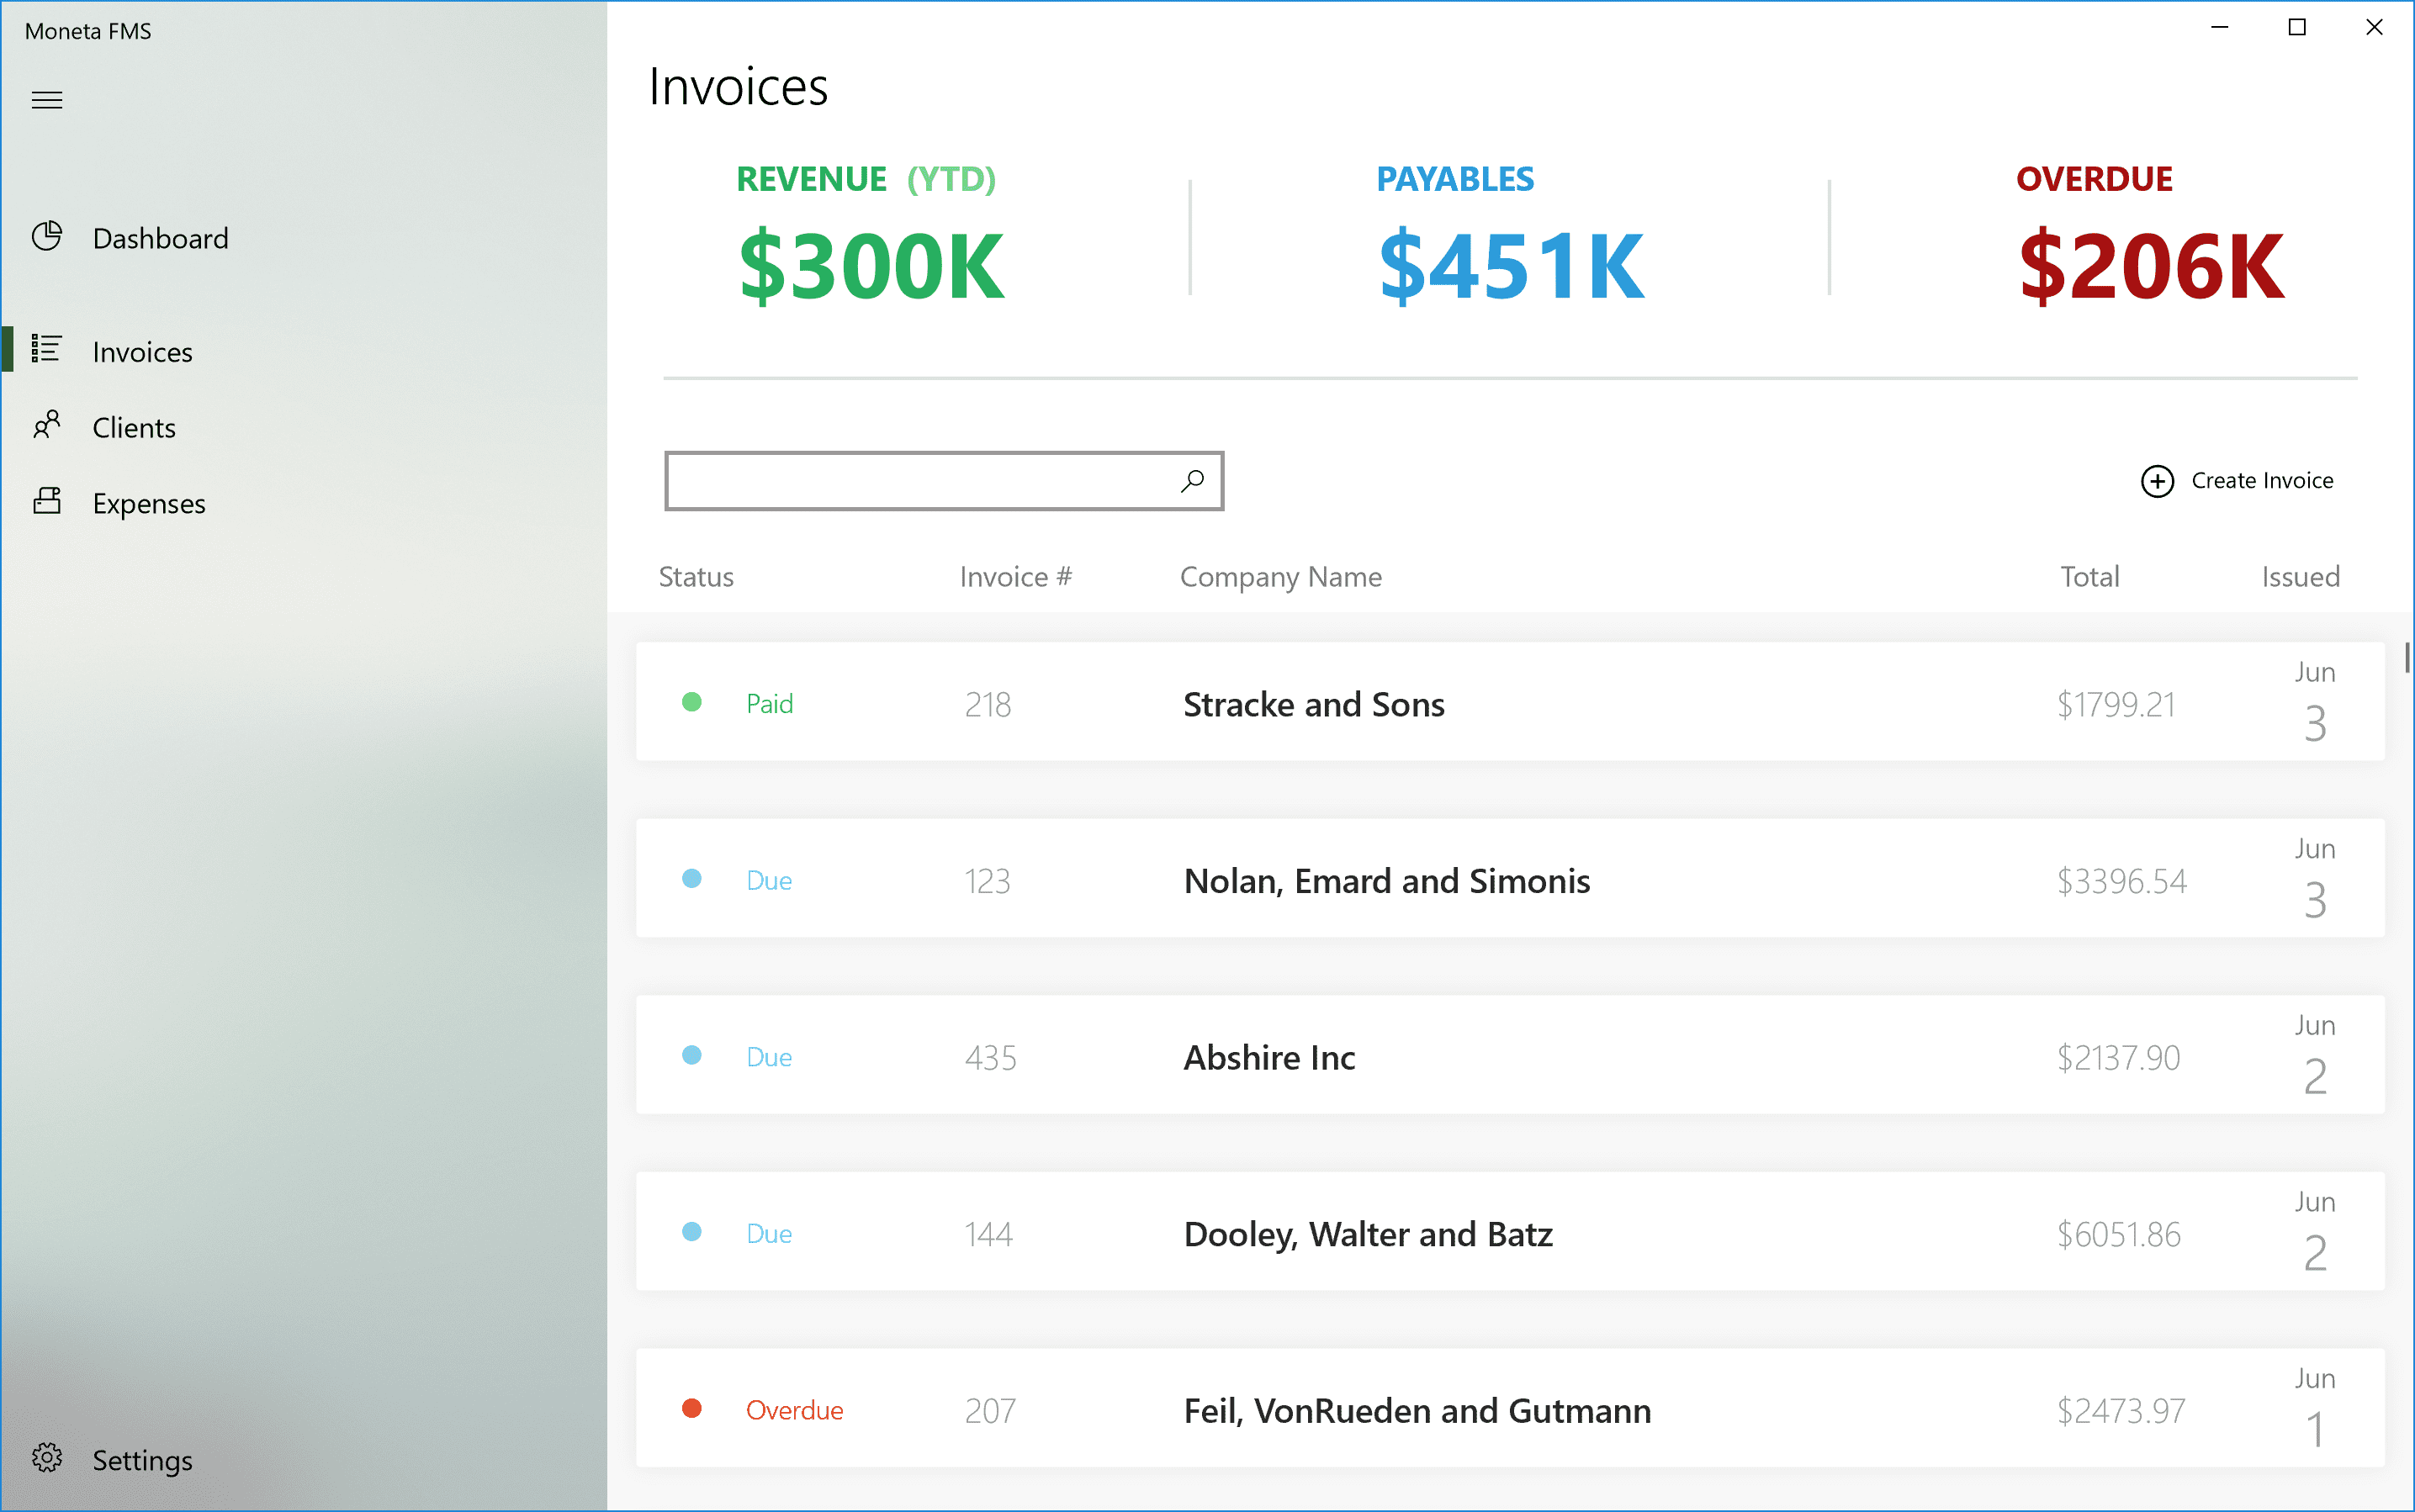 Moneta FMS
Dashboard
Invoices
Clients
Expenses
Settings
Invoices
REVENUE (YTD)
$300K
PAYABLES
$451K
OVERDUE
$206K
Create Invoice
Status Invoice # Company Name Total Issued
Paid 218 Stracke and Sons $1799.21 Jun 3
Due 123 Nolan, Emard and Simonis $3396.54 Jun 3
Due 435 Abshire Inc $2137.90 Jun 2
Due 144 Dooley, Walter and Batz $6051.86 Jun 2
Overdue 207 Feil, VonRueden and Gutmann $2473.97 Jun 1